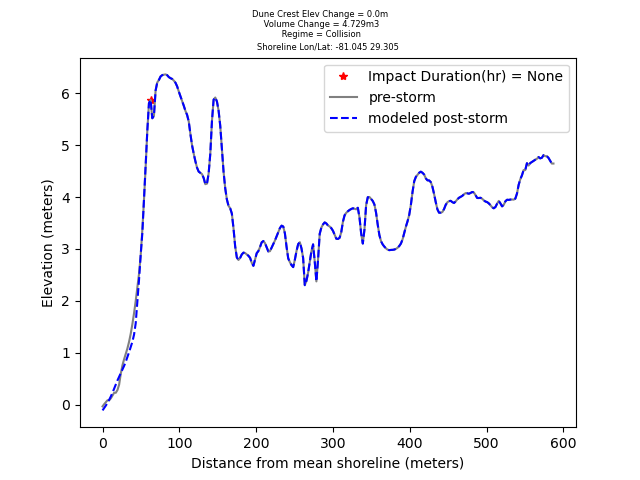 Dune Crest Elev Change = 0.0m
Volume Change = 4.729m3
Regime = Collision
Shoreline Lon/Lat: -81.045 29.305
Impact Duration(hr) = None
pre-storm
modeled post-storm
Elevation (meters)
6
5
4
3
2
1
0
0 100 200 300 400 500 600
Distance from mean shoreline (meters)